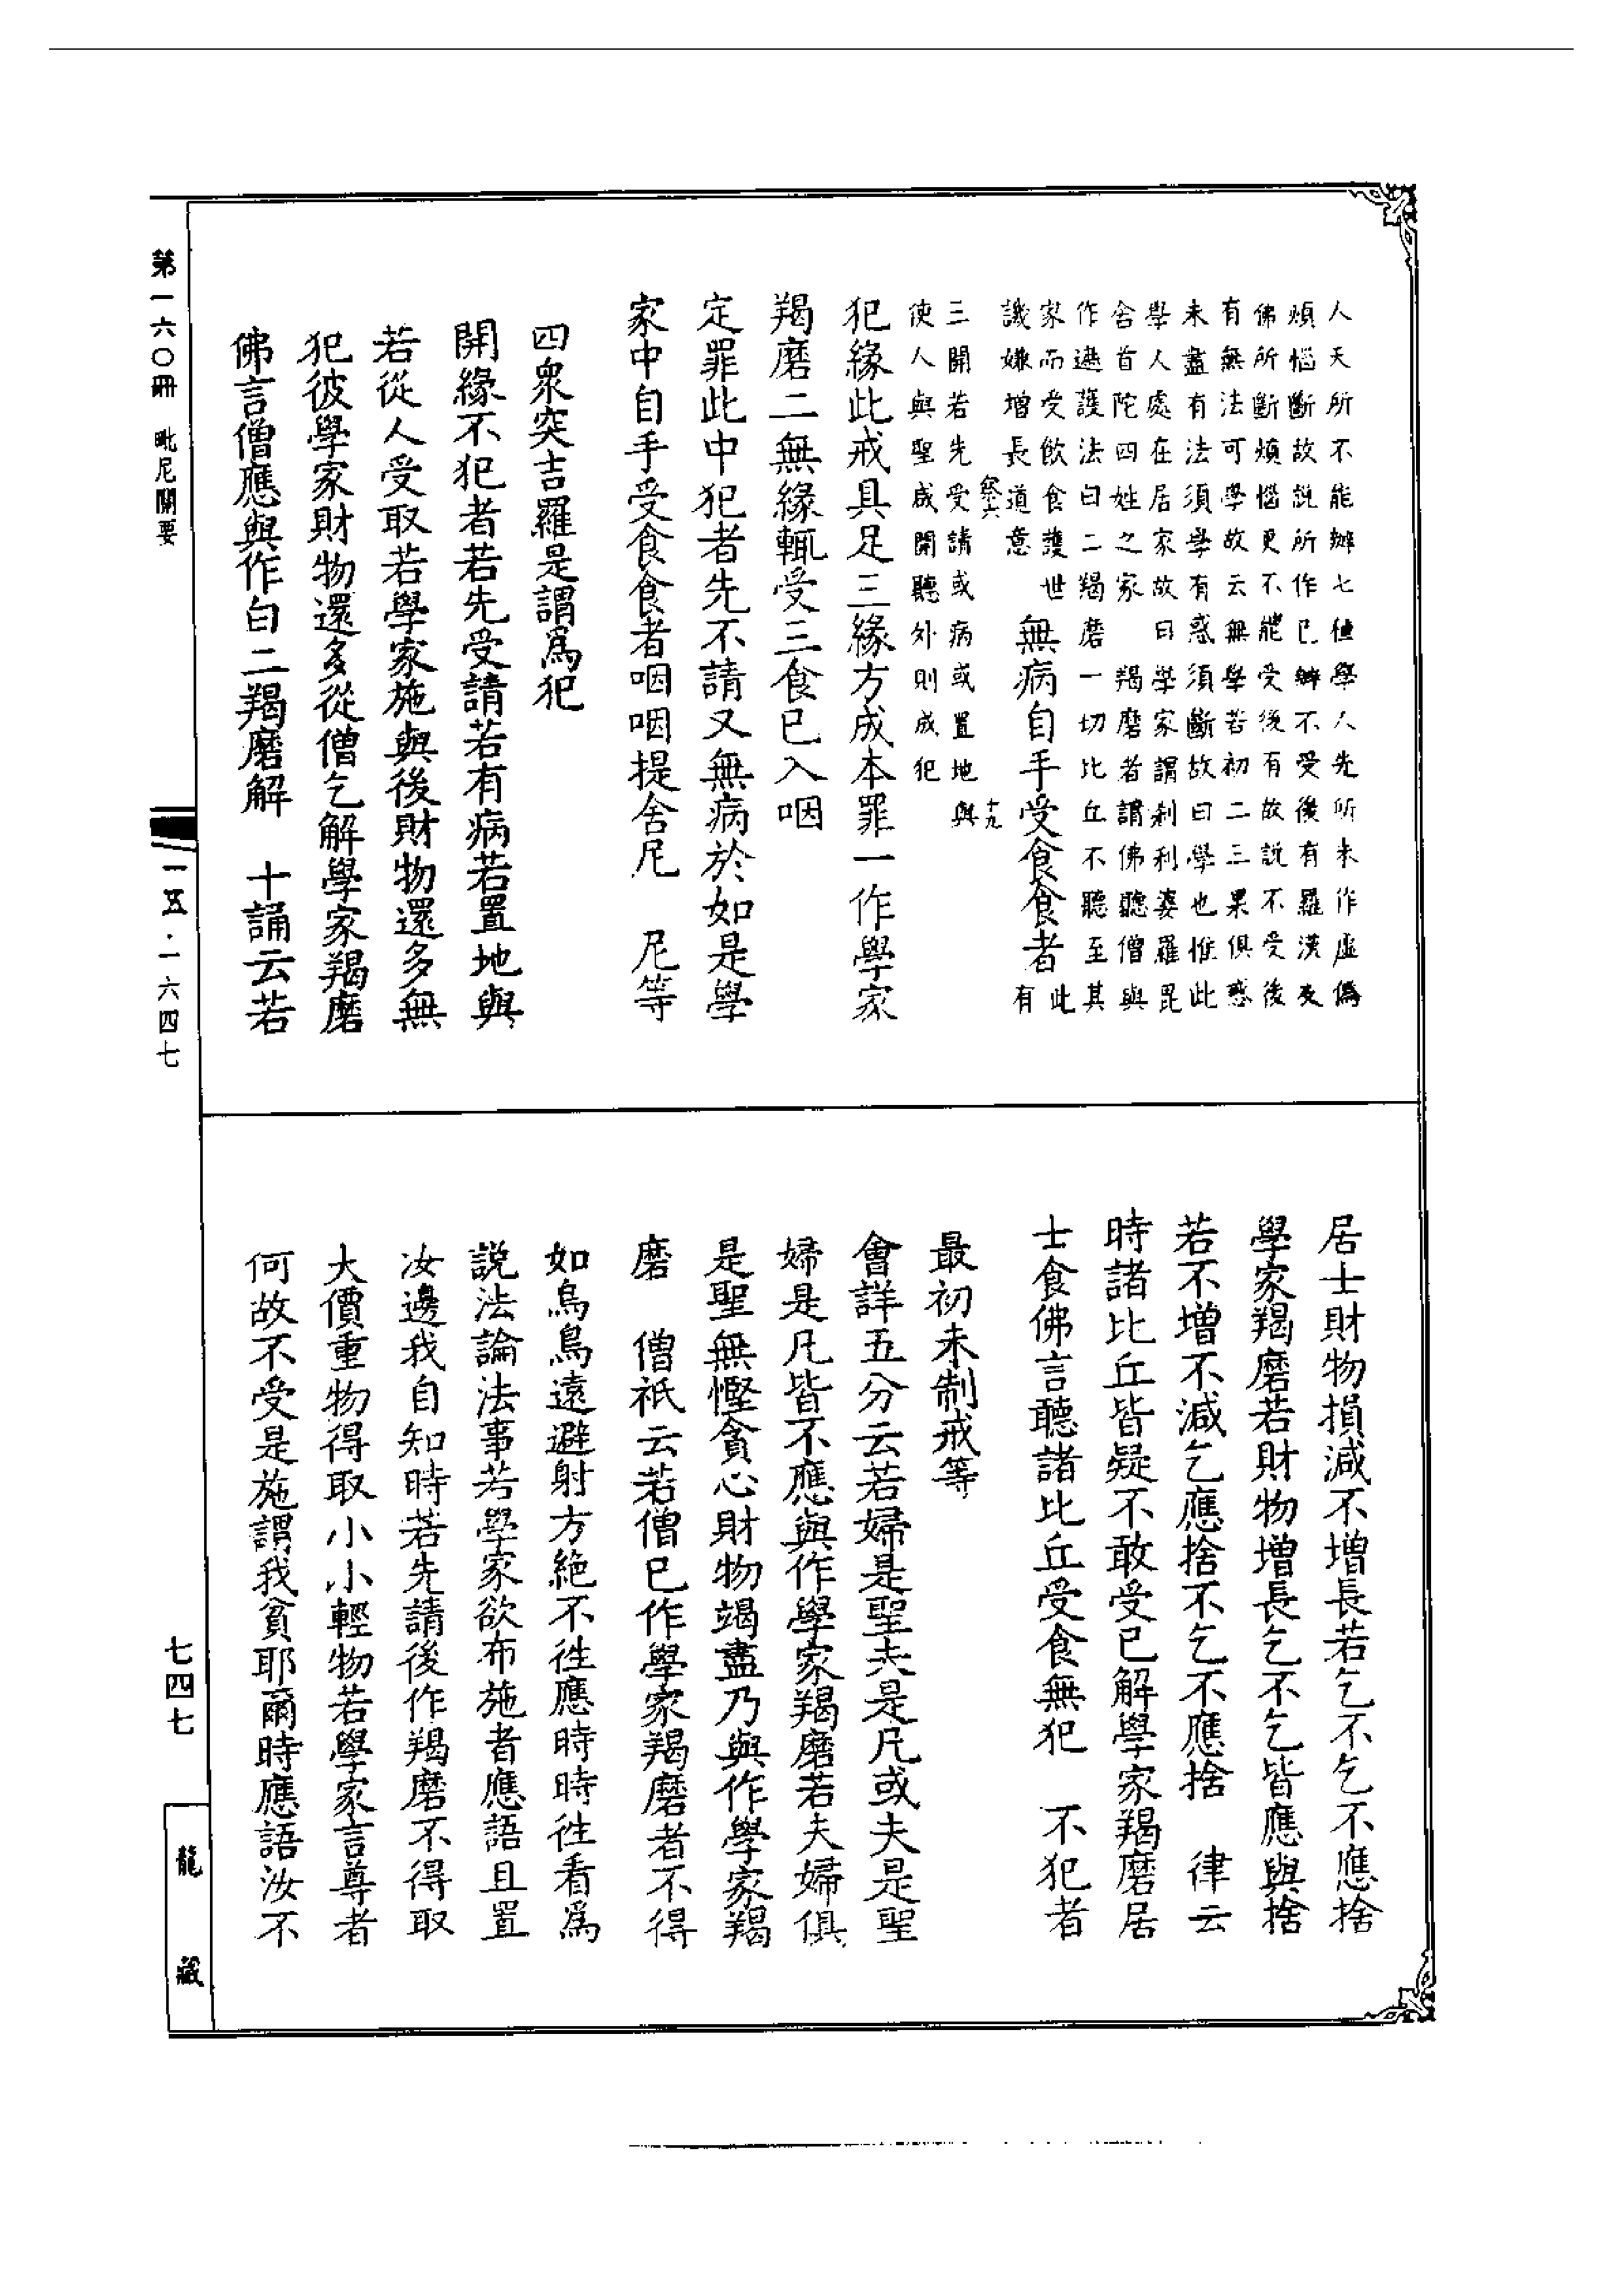 人天所不能辦七種學人先所未作虛偽
煩惱斷故說所作已辦不受後有羅漢支
佛所斷煩惱更不能受後有故說不受後
有無法可學故云無學若初二三果俱惑
未盡有法須學有惑須斷故曰學也惟此
學人處在居家故曰學家謂剎利婆羅毘
舍首陀四姓之家　羯磨者謂佛聽僧與
作遮護法白二羯磨一切比丘不聽至其
家而受飲食護世
譏嫌增長道意
無病自手受食食者
此
有
三開若先受請或病或置地與
使人與聖咸開聽外則成犯
十九
犯緣此戒具足三緣方成本罪一作學家
羯磨二無緣輒受三食已入咽
定罪此中犯者先不請又無病於如是學
家中自手受食食者咽咽提舍尼　尼等
四眾突吉羅是謂為犯
開緣不犯者若先受請若有病若置地與
若從人受取若學家施與後財物還多無
犯彼學家財物還多從僧乞解學家羯磨
佛言僧應與作白二羯磨解　十誦云若
居士財物損減不增長若乞不乞不應捨
學家羯磨若財物增長乞不乞皆應與捨
若不增不減乞應捨不乞不應捨　律云
時諸比丘皆疑不敢受已解學家羯磨居
士食佛言聽諸比丘受食無犯　不犯者
最初未制戒等
會詳五分云若婦是聖夫是凡或夫是聖
婦是凡皆不應與作學家羯磨若夫婦俱
是聖無慳貪心財物竭盡乃與作學家羯
磨　僧祇云若僧已作學家羯磨者不得
如鳥鳥遠避射方絕不徃應時時徃看為
說法論法事若學家欲布施者應語且置
汝邊我自知時若先請後作羯磨不得取
大價重物得取小小輕物若學家言尊者
何故不受是施謂我貧耶爾時應語汝不
第一六〇冊　毗尼關要
一五·一六四七
七四七
龍藏